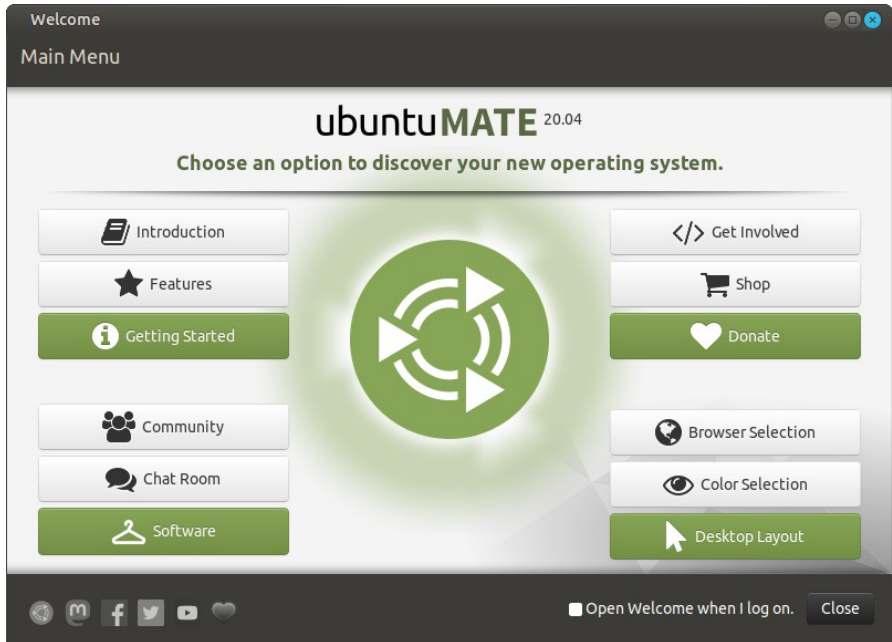 Welcome
Main Menu
ubuntu MATE 20.04
Choose an option to discover your new operating system.
Introduction
Features
Getting Started
Community
Chat Room
Software
Get Involved
Shop
Donate
Browser Selection
Color Selection
Desktop Layout
Open Welcome when I log on.
Close